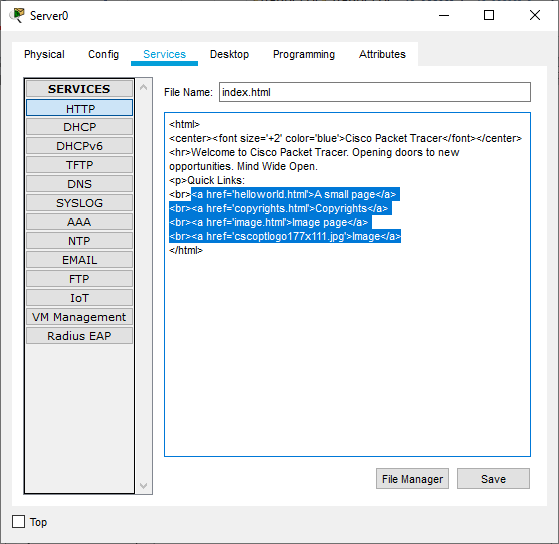 Server0
Physical Config Services Desktop Programming Attributes
SERVICES
HTTP
DHCP
DHCPv6
TFTP
DNS
SYSLOG
AAA
NTP
EMAIL
FTP
IoT
VM Management
Radius EAP
File Name: index.html
<html>
<center><font size='+2' color='blue'>Cisco Packet Tracer</font></center>
<hr>Welcome to Cisco Packet Tracer. Opening doors to new
opportunities. Mind Wide Open.
<p>Quick Links:
<br><a href='helloworld.html'>A small page</a>
<br><a href='copyrights.html'>Copyrights</a>
<br><a href='image.html'>Image page</a>
<br><a href='cscoptlogo177x111.jpg'>Image</a>
</html>
File Manager Save
Top